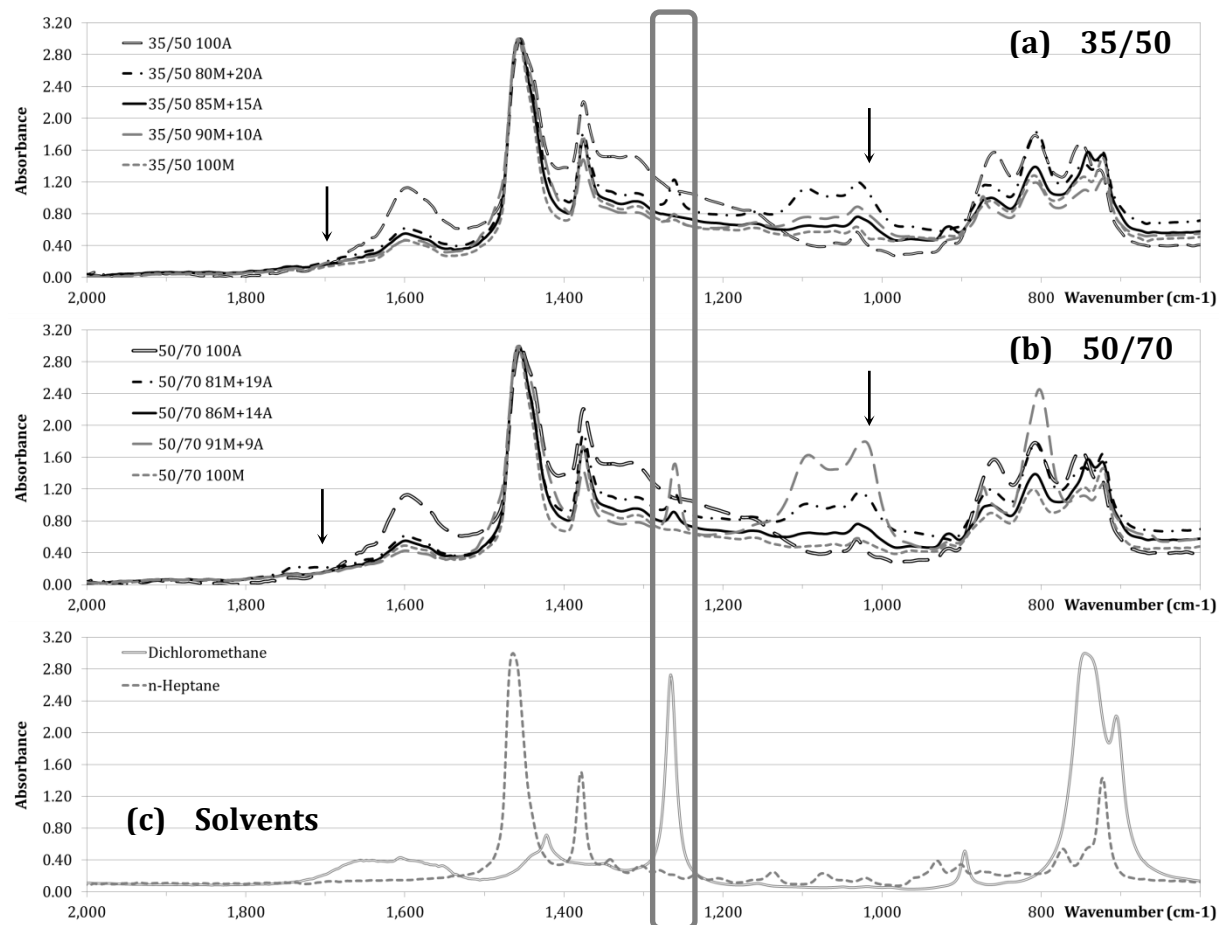 3.20
2.80
2.40
2.00
1.60
1.20
0.80
0.40
0.00
Absorbance
35/50 100A
35/50 80M+20A
35/50 85M+15A
35/50 90M+10A
35/50 100M
(a) 35/50
2,000 1,800 1,600 1,400 1,200 1,000 800 Wavenumber (cm-1)
3.20
2.80
2.40
2.00
1.60
1.20
0.80
0.40
0.00
Absorbance
50/70 100A
50/70 81M+19A
50/70 86M+14A
50/70 91M+9A
50/70 100M
(b) 50/70
2,000 1,800 1,600 1,400 1,200 1,000 800 Wavenumber (cm-1)
3.20
2.80
2.40
2.00
1.60
1.20
0.80
0.40
0.00
Absorbance
Dichloromethane
n-Heptane
(c) Solvents
2,000 1,800 1,600 1,400 1,200 1,000 800 Wavenumber (cm-1)